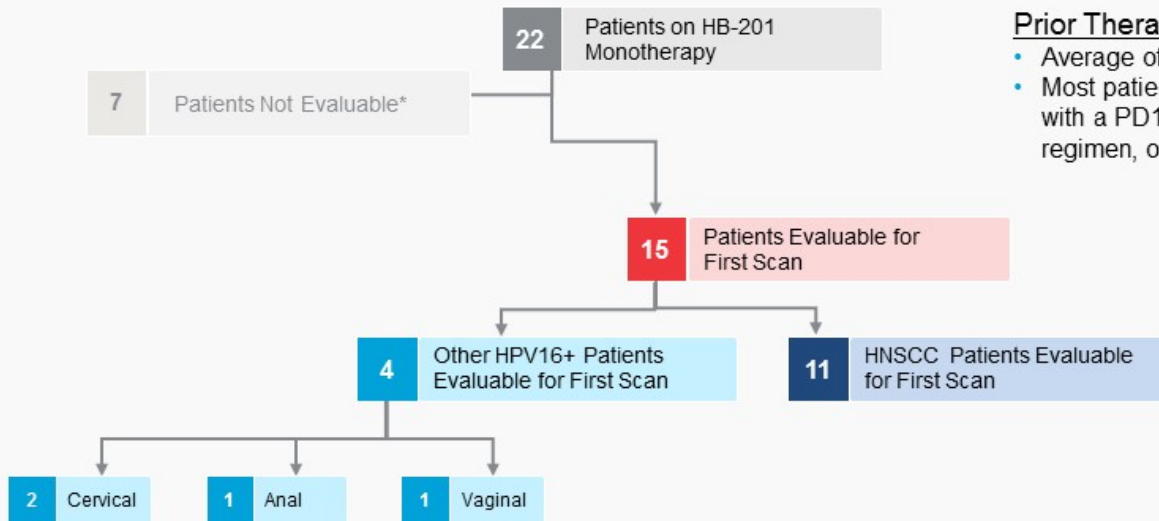 22
Patients on HB-201
Monotherapy
Prior Thera
• Average of
• Most patie
with a PD1
regimen, o
7
Patients Not Evaluable*
15
Patients Evaluable for
First Scan
4
Other HPV16+ Patients
Evaluable for First Scan
11
HNSCC Patients Evaluable
for First Scan
2
Cervical
1
Anal
1
Vaginal